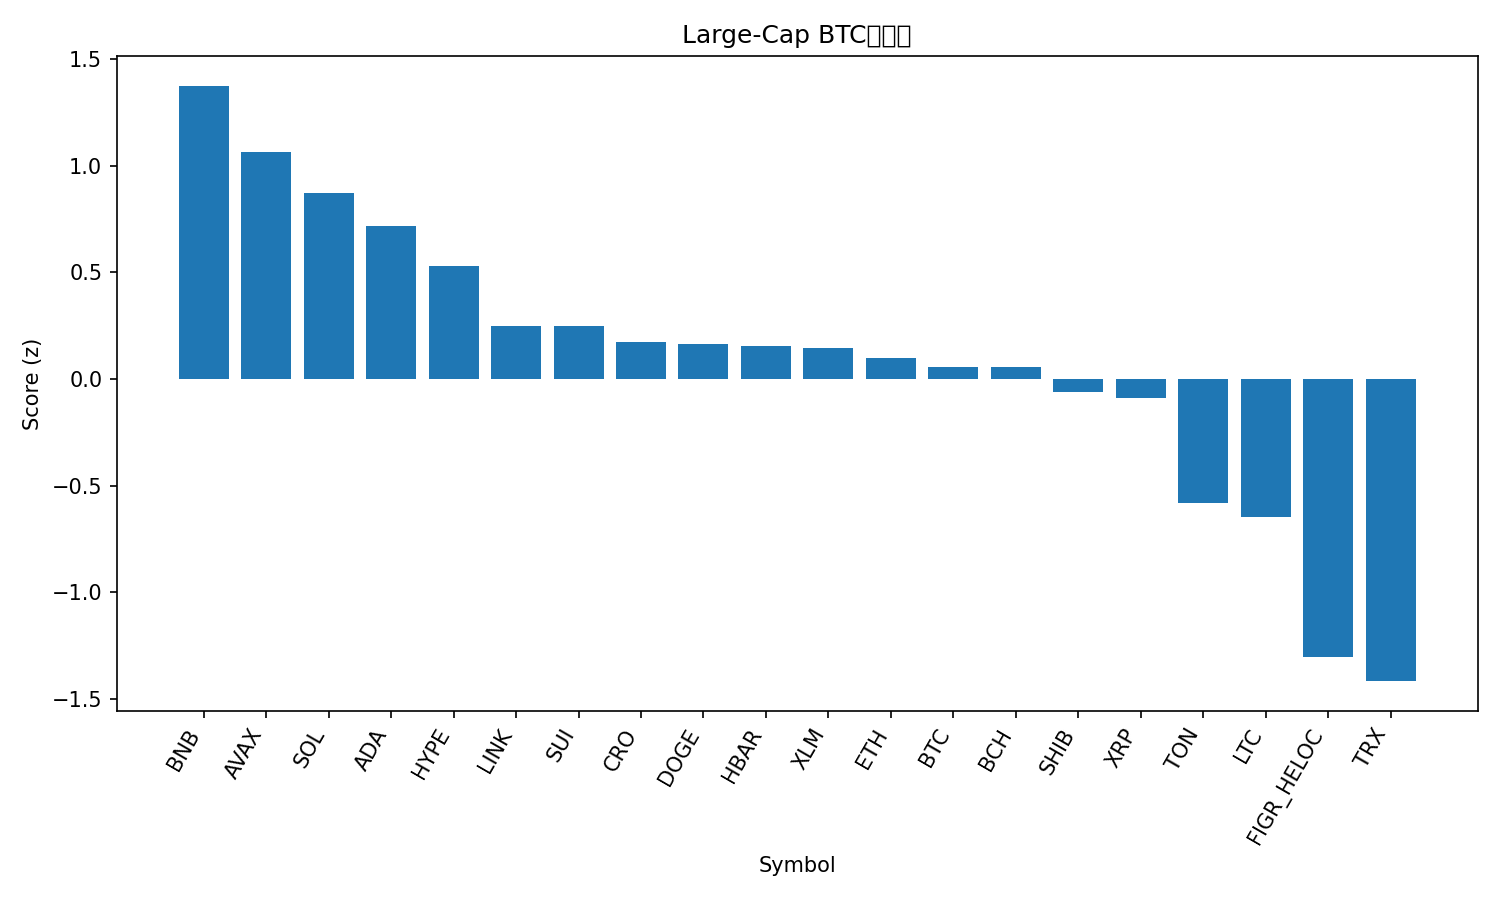 Large-Cap BTC
1.5
1.0
0.5
0.0
−0.5
−1.0
−1.5
Score (z)
BNB
AVAX
SOL
ADA
HYPE
LINK
SUI
CRO
DOGE
HBAR
XLM
ETH
BTC
BCH
SHIB
XRP
TON
LTC
FIGR_HELOC
TRX
Symbol